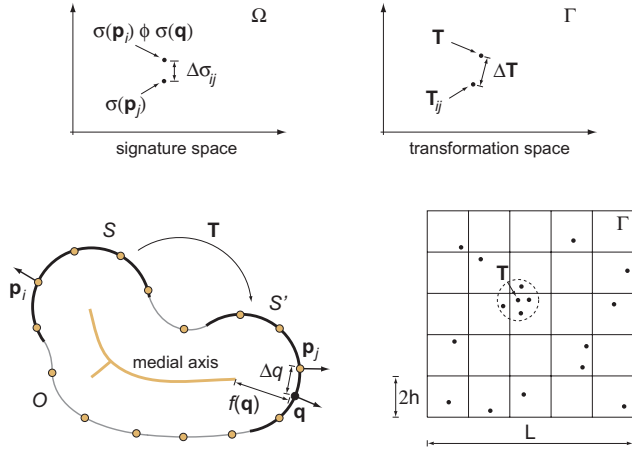 Ω
σ(pᵢ) ϕ σ(q)
Δσᵢⱼ
σ(pⱼ)
signature space
Γ
T
ΔT
Tᵢⱼ
transformation space
S
T
pᵢ
S'
medial axis
pⱼ
Δq
O
f(q)
q
Γ
T
2h
L